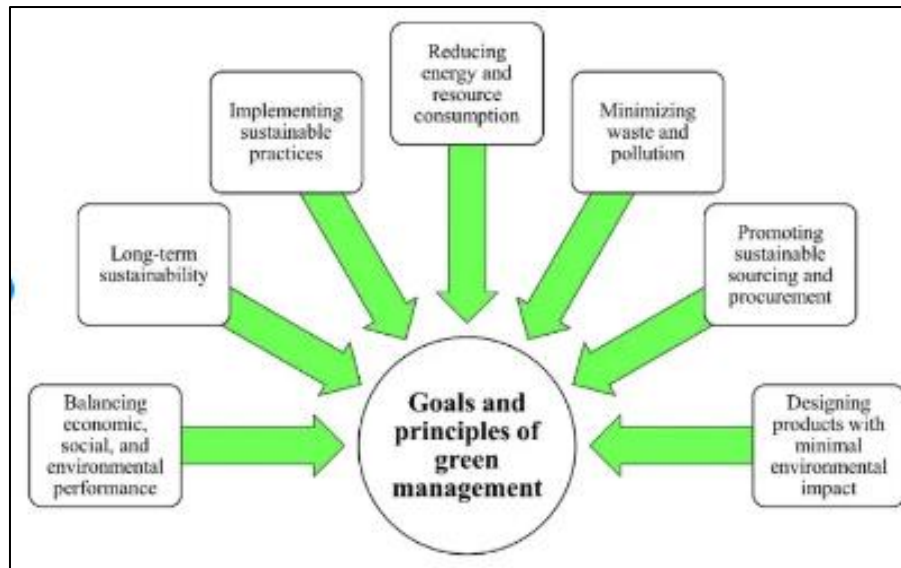 Reducing
energy and
resource
consumption
Implementing
sustainable
practices
Minimizing
waste and
pollution
Long-term
sustainability
Promoting
sustainable
sourcing and
procurement
Balancing
economic,
social, and
environmental
performance
Goals and
principles of
green
management
Designing
products with
minimal
environmental
impact